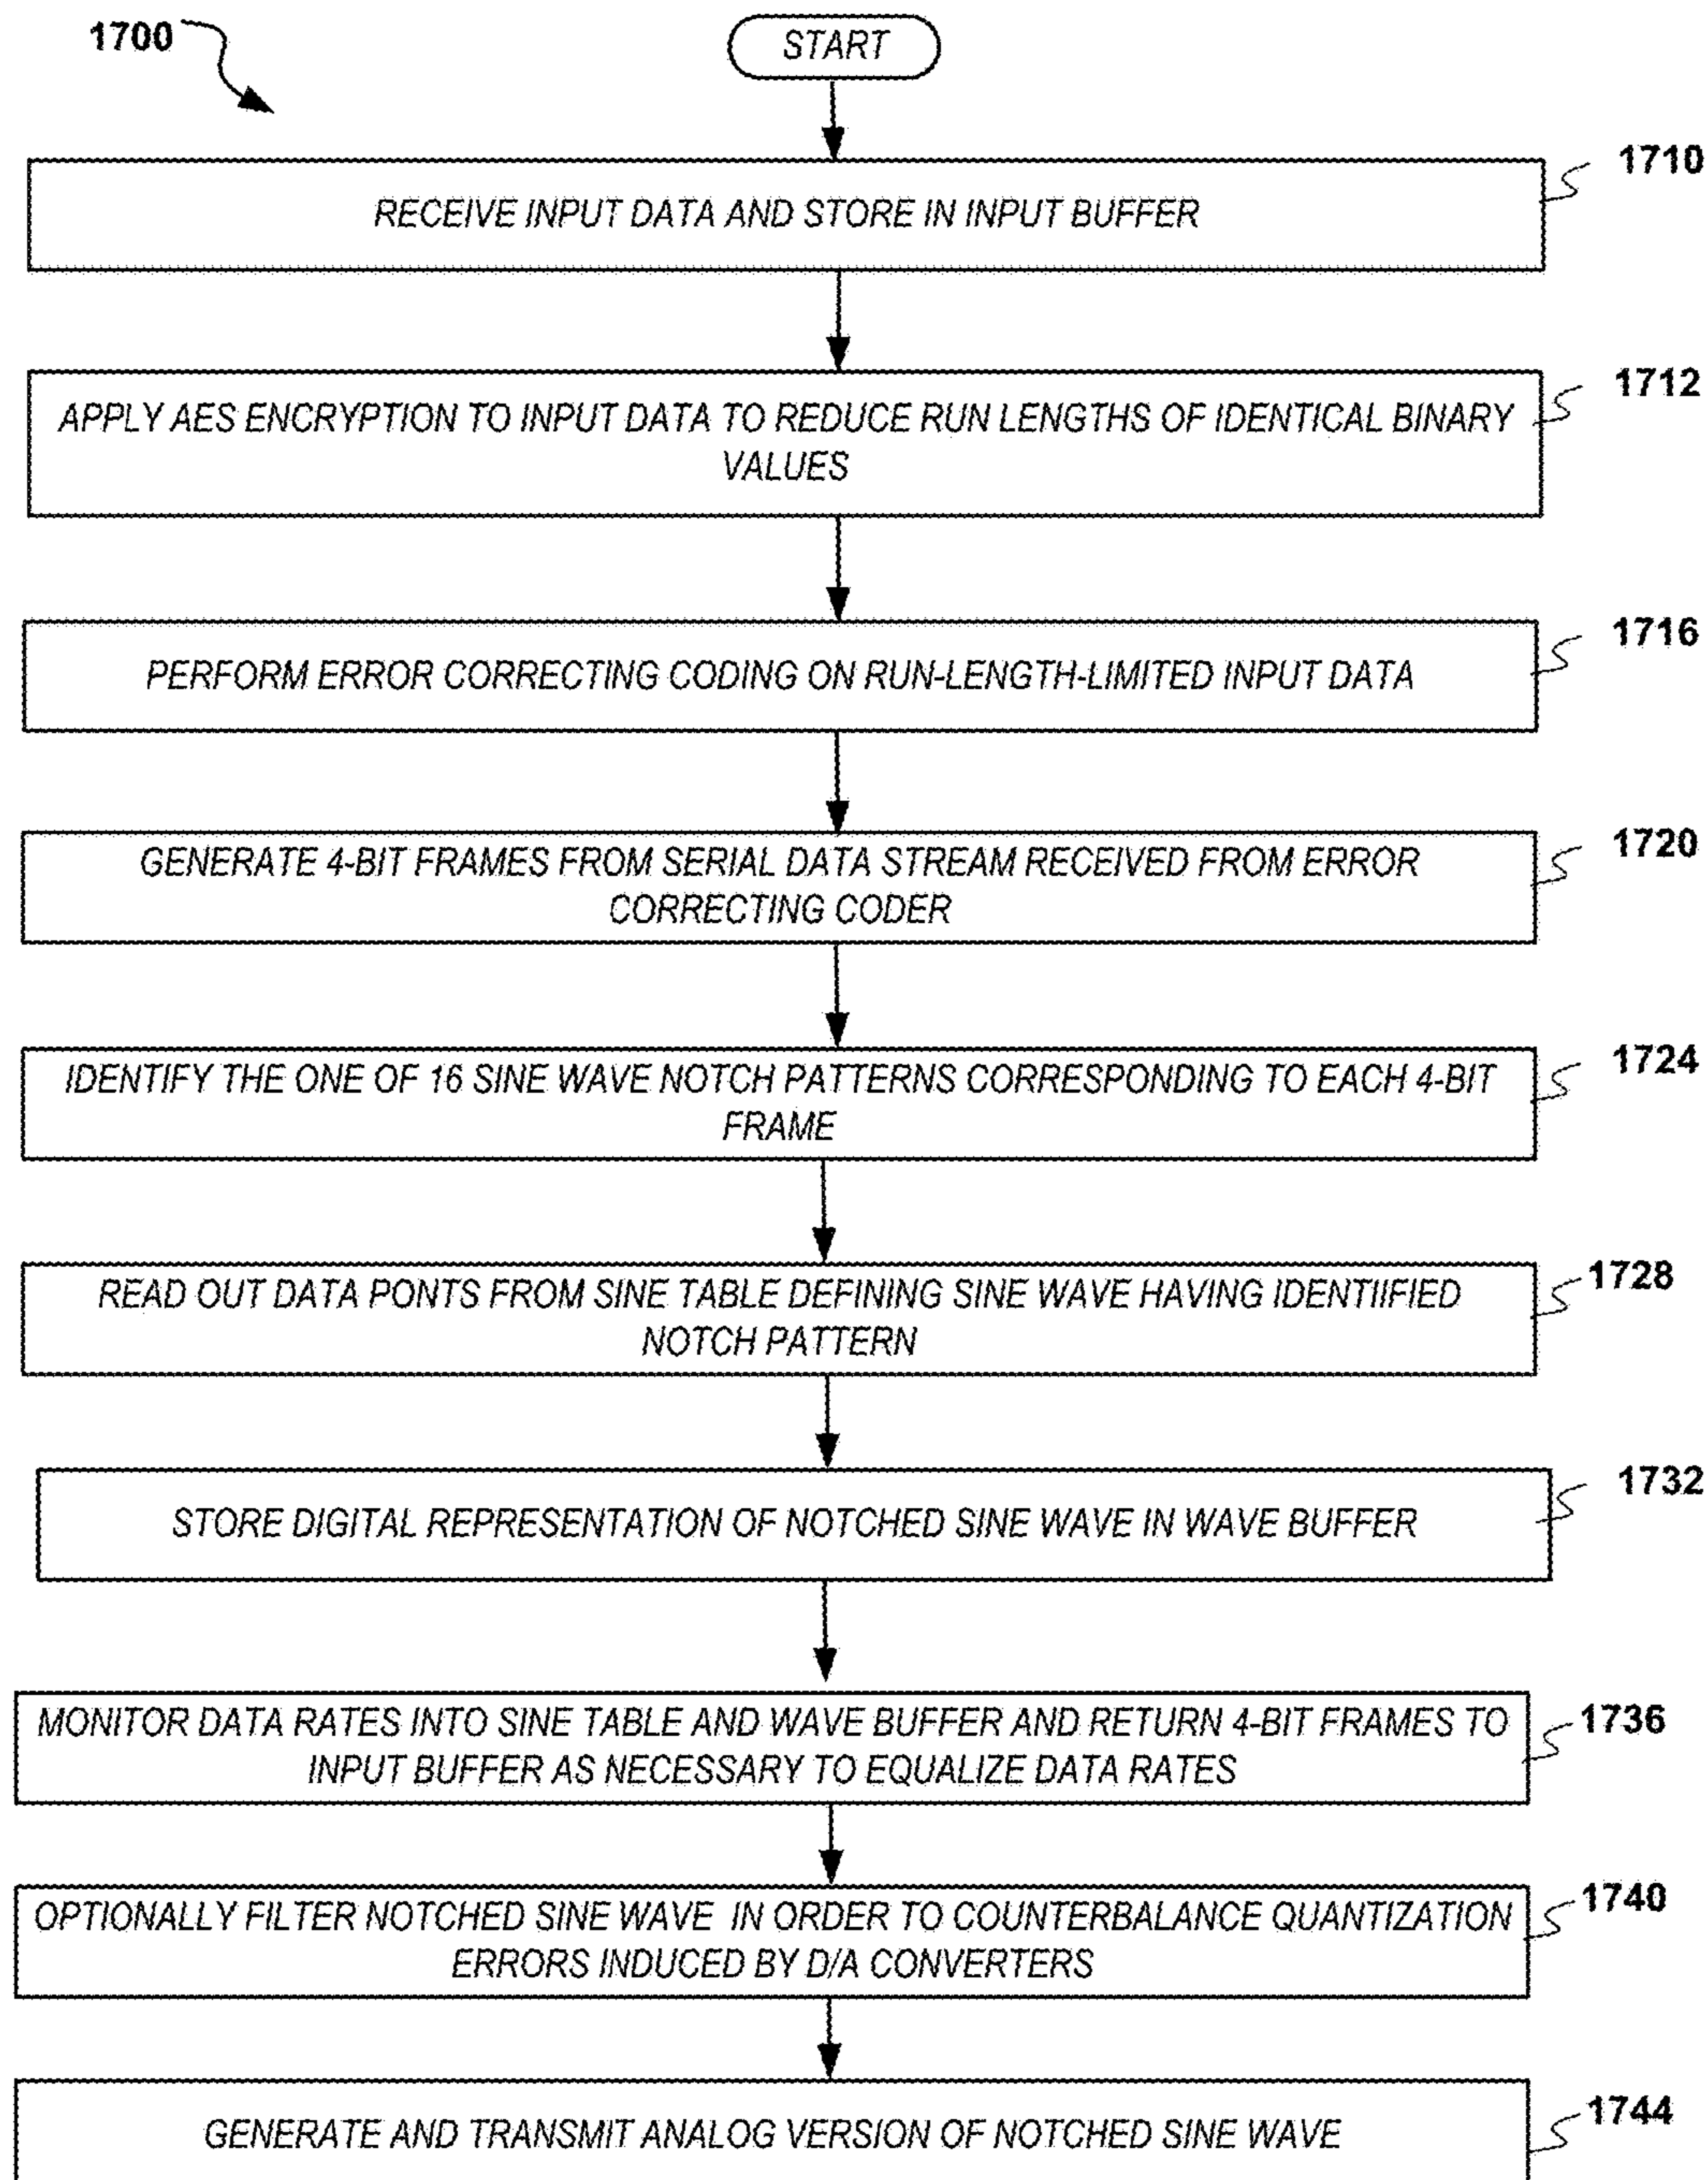 1700
START
1710
RECEIVE INPUT DATA AND STORE IN INPUT BUFFER
1712
APPLY AES ENCRYPTION TO INPUT DATA TO REDUCE RUN LENGTHS OF IDENTICAL BINARY
VALUES
1716
PERFORM ERROR CORRECTING CODING ON RUN-LENGTH-LIMITED INPUT DATA
1720
GENERATE 4-BIT FRAMES FROM SERIAL DATA STREAM RECEIVED FROM ERROR
CORRECTING CODER
1724
IDENTIFY THE ONE OF 16 SINE WAVE NOTCH PATTERNS CORRESPONDING TO EACH 4-BIT
FRAME
1728
READ OUT DATA PONTS FROM SINE TABLE DEFINING SINE WAVE HAVING IDENTIIFIED
NOTCH PATTERN
1732
STORE DIGITAL REPRESENTATION OF NOTCHED SINE WAVE IN WAVE BUFFER
1736
MONITOR DATA RATES INTO SINE TABLE AND WAVE BUFFER AND RETURN 4-BIT FRAMES TO
INPUT BUFFER AS NECESSARY TO EQUALIZE DATA RATES
1740
OPTIONALLY FILTER NOTCHED SINE WAVE IN ORDER TO COUNTERBALANCE QUANTIZATION
ERRORS INDUCED BY D/A CONVERTERS
1744
GENERATE AND TRANSMIT ANALOG VERSION OF NOTCHED SINE WAVE